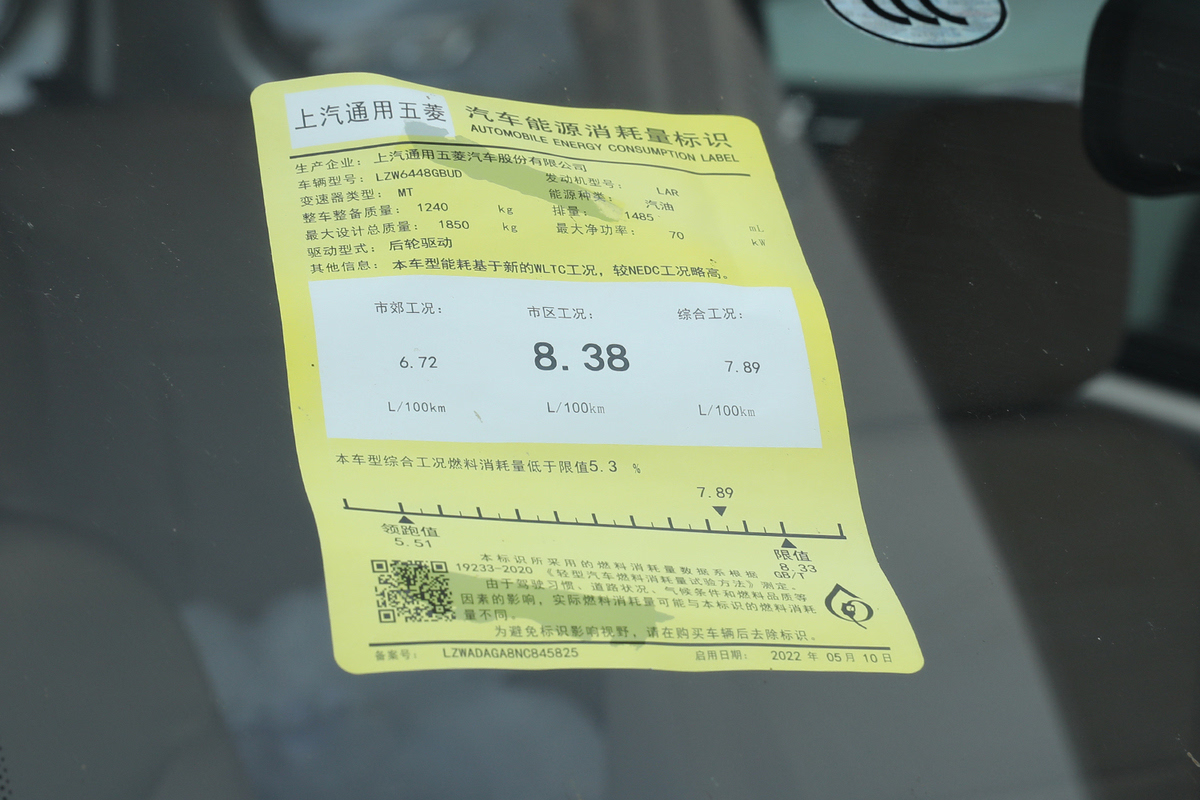 上汽通用五菱 汽车能源消耗量标识
AUTOMOBILE ENERGY CONSUMPTION LABEL
生产企业: 上汽通用五菱汽车股份有限公司
车辆型号: LZW6448GBUD 发动机型号: LAR
变速器类型: MT 能源种类: 汽油
整车整备质量: 1240 kg 排量: 1485 mL
最大设计总质量: 1850 kg 最大净功率: 70 kW
驱动型式: 后轮驱动
其他信息: 本车型能耗基于新的WLTC工况，较NEDC工况略高。
市郊工况: 市区工况: 综合工况:
6.72 8.38 7.89
L/100km L/100km L/100km
本车型综合工况燃料消耗量低于限值5.3 %
7.89
领跑值 限值
5.51 8.33
本标识所采用的燃料消耗量数据系根据 GB/T
19233-2020 《轻型汽车燃料消耗量试验方法》测定。
由于驾驶习惯、道路状况、气候条件和燃料品质等
因素的影响，实际燃料消耗量可能与本标识的燃料消耗
量不同。
为避免标识影响视野，请在购买车辆后去除标识。
备案号: LZWADAGA8NC845825 启用日期: 2022 年 05 月 10 日